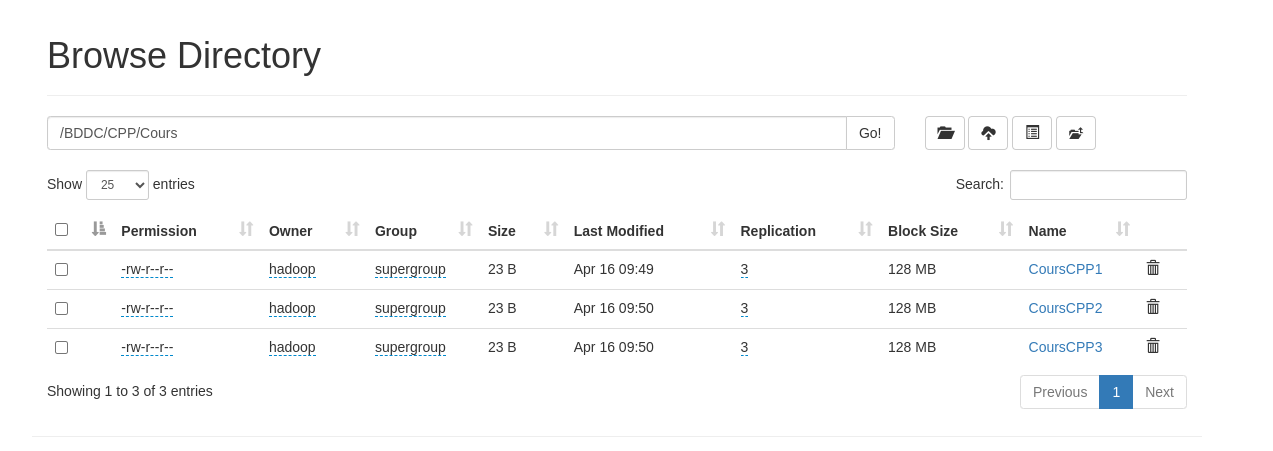 Browse Directory
/BDDC/CPP/Cours Go!
Show 25 entries Search:
Permission Owner Group Size Last Modified Replication Block Size Name
-rw-r--r-- hadoop supergroup 23 B Apr 16 09:49 3 128 MB CoursCPP1
-rw-r--r-- hadoop supergroup 23 B Apr 16 09:50 3 128 MB CoursCPP2
-rw-r--r-- hadoop supergroup 23 B Apr 16 09:50 3 128 MB CoursCPP3
Showing 1 to 3 of 3 entries Previous 1 Next